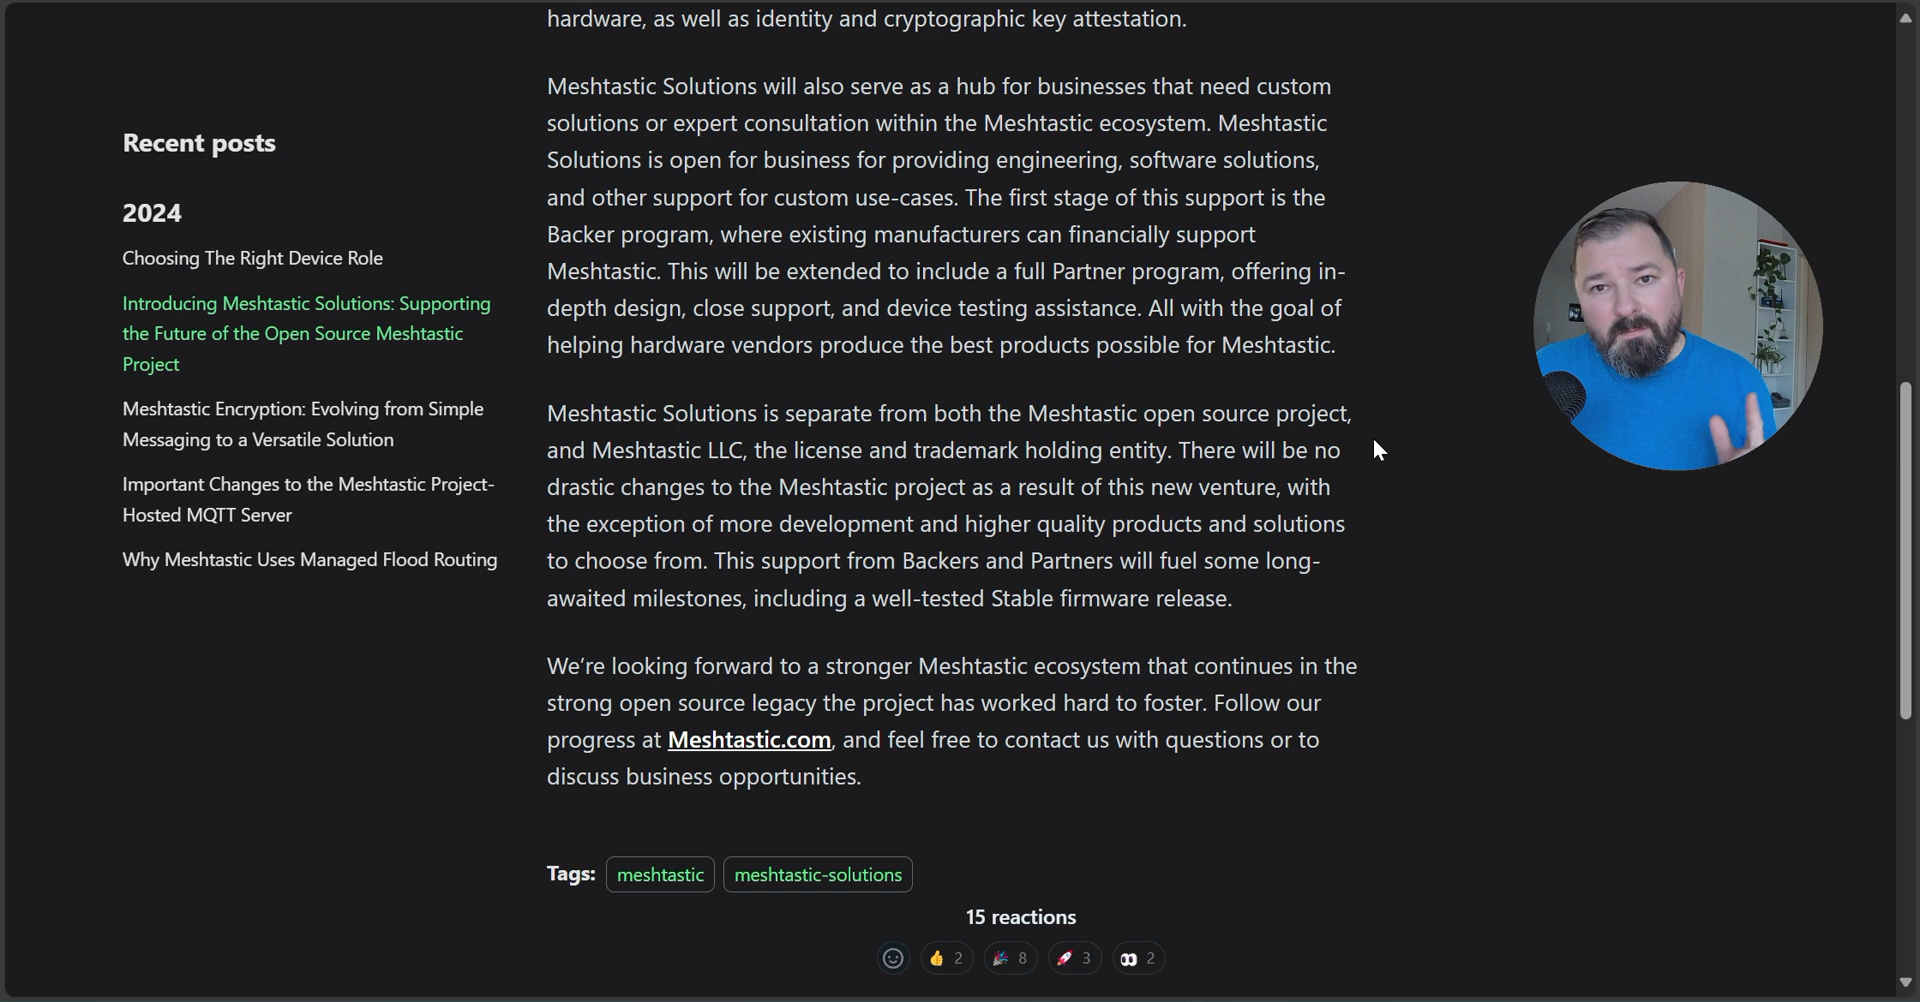 hardware, as well as identity and cryptographic key attestation.
Meshtastic Solutions will also serve as a hub for businesses that need custom
solutions or expert consultation within the Meshtastic ecosystem. Meshtastic
Solutions is open for business for providing engineering, software solutions,
and other support for custom use-cases. The first stage of this support is the
Backer program, where existing manufacturers can financially support
Meshtastic. This will be extended to include a full Partner program, offering in-
depth design, close support, and device testing assistance. All with the goal of
helping hardware vendors produce the best products possible for Meshtastic.
Meshtastic Solutions is separate from both the Meshtastic open source project,
and Meshtastic LLC, the license and trademark holding entity. There will be no
drastic changes to the Meshtastic project as a result of this new venture, with
the exception of more development and higher quality products and solutions
to choose from. This support from Backers and Partners will fuel some long-
awaited milestones, including a well-tested Stable firmware release.
We’re looking forward to a stronger Meshtastic ecosystem that continues in the
strong open source legacy the project has worked hard to foster. Follow our
progress at Meshtastic.com, and feel free to contact us with questions or to
discuss business opportunities.
Tags: meshtastic meshtastic-solutions
15 reactions
👍 2 🎉 8 🚀 3 👀 2
Recent posts
2024
Choosing The Right Device Role
Introducing Meshtastic Solutions: Supporting
the Future of the Open Source Meshtastic
Project
Meshtastic Encryption: Evolving from Simple
Messaging to a Versatile Solution
Important Changes to the Meshtastic Project-
Hosted MQTT Server
Why Meshtastic Uses Managed Flood Routing